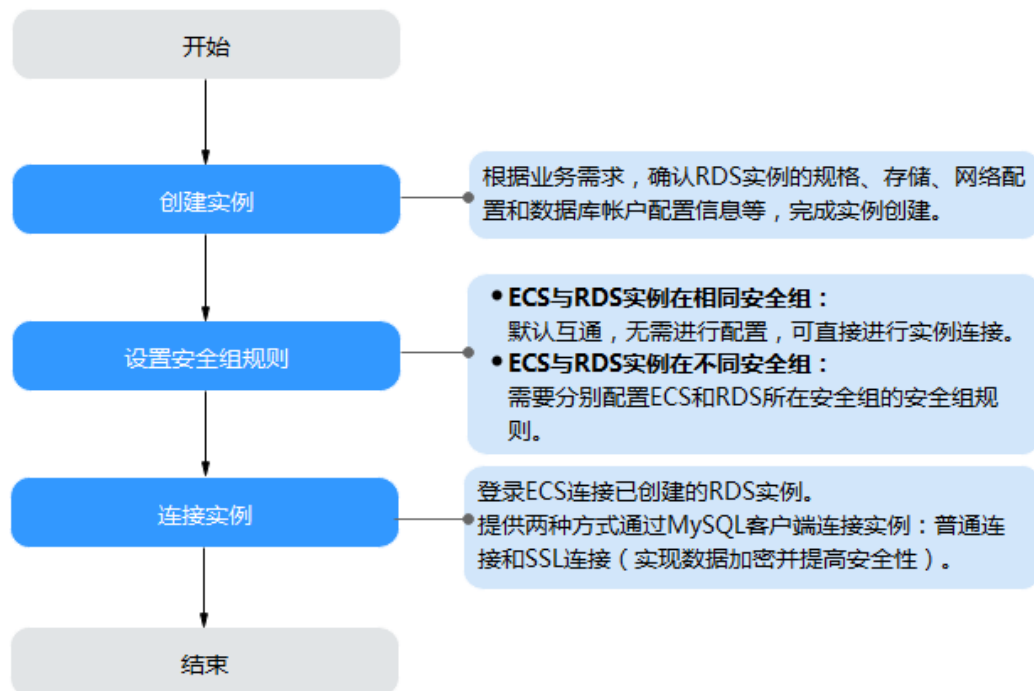 开始
创建实例
根据业务需求，确认RDS实例的规格、存储、网络配
置和数据库帐户配置信息等，完成实例创建。
设置安全组规则
• ECS与RDS实例在相同安全组：
默认互通，无需进行配置，可直接进行实例连接。
• ECS与RDS实例在不同安全组：
需要分别配置ECS和RDS所在安全组的安全组规
则。
连接实例
登录ECS连接已创建的RDS实例。
提供两种方式通过MySQL客户端连接实例：普通连
接和SSL连接（实现数据加密并提高安全性）。
结束